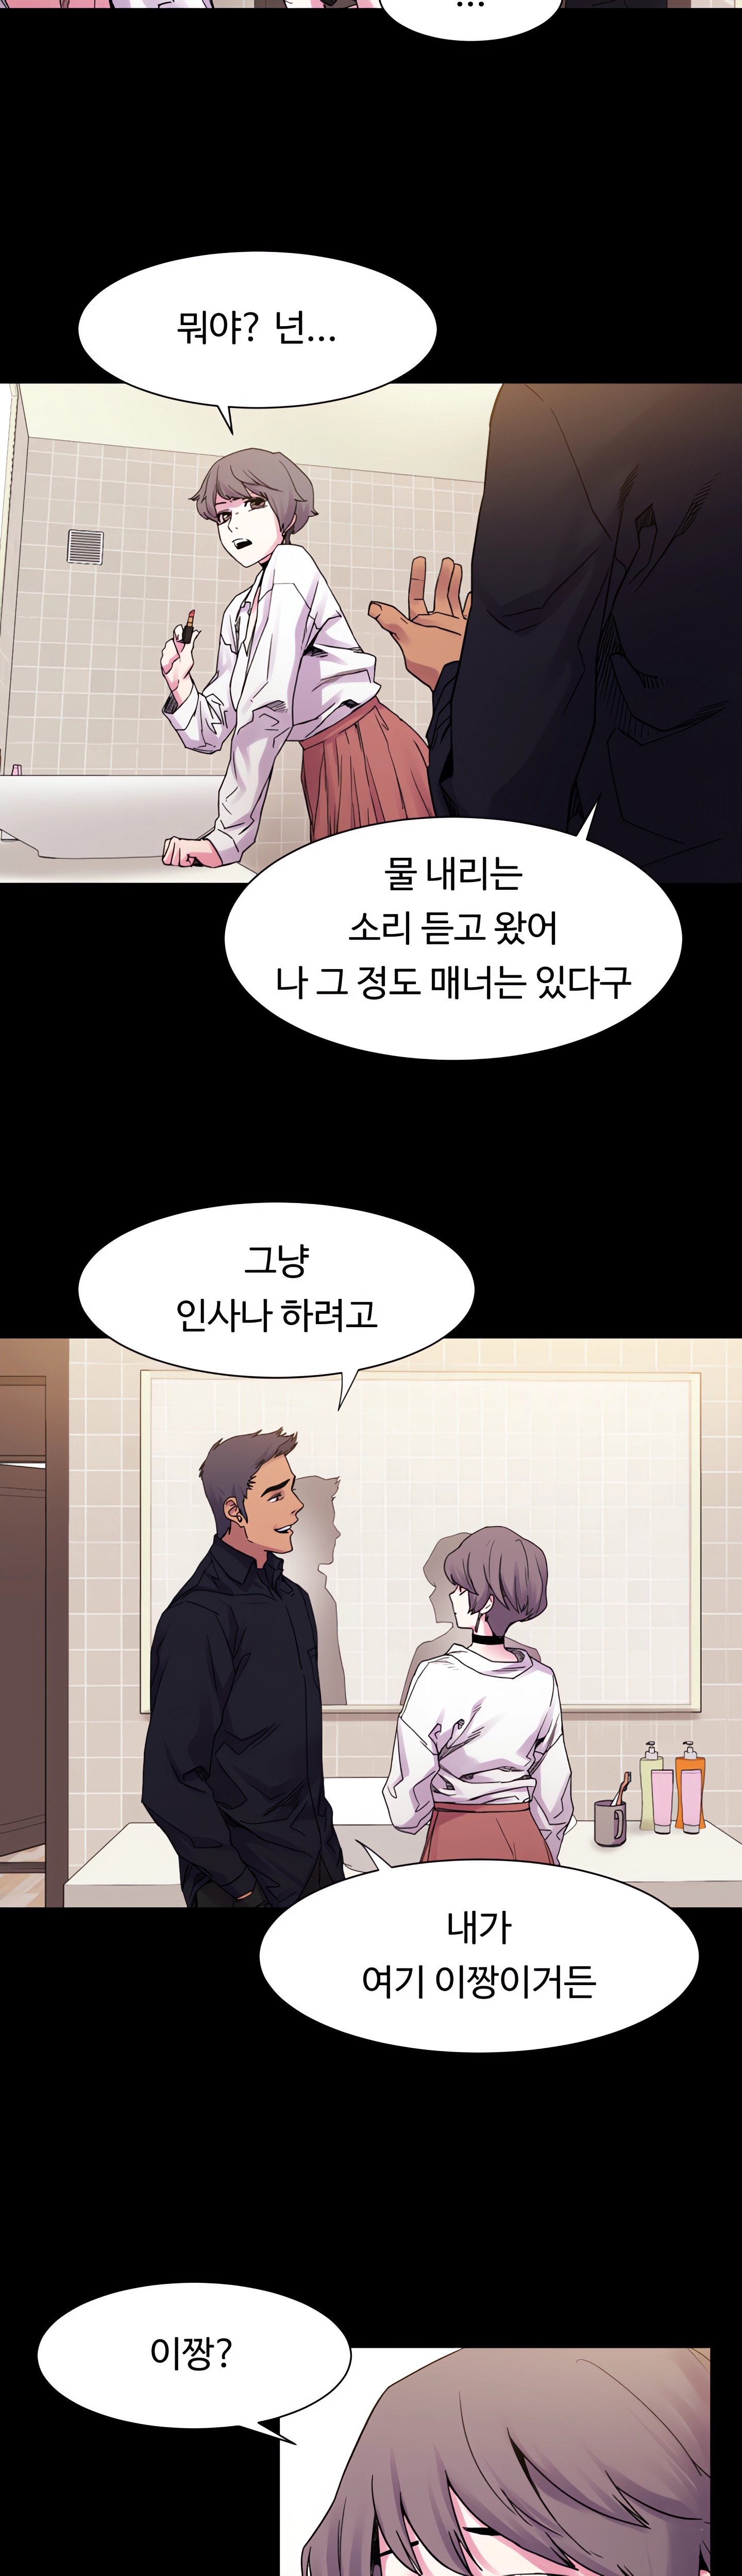 ...
뭐야? 넌...
물 내리는
소리 듣고 왔어
나 그 정도 매너는 있다구
그냥
인사나 하려고
내가
여기 이짱이거든
이짱?